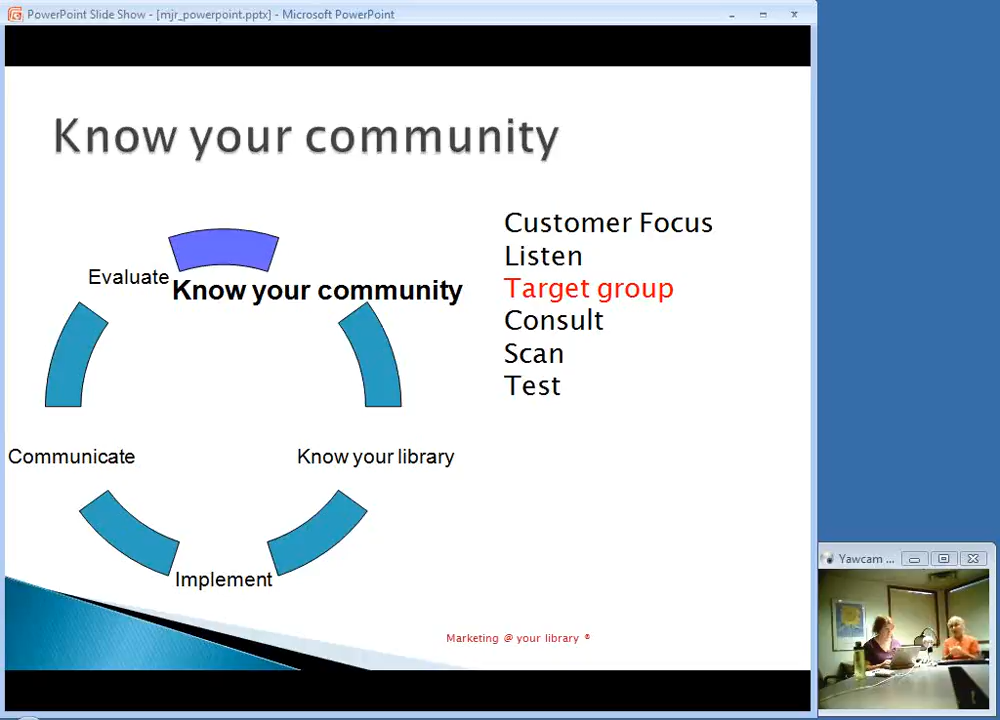 PowerPoint Slide Show - [mjr_powerpoint.pptx] - Microsoft PowerPoint
Know your community
Customer Focus
Listen
Target group
Consult
Scan
Test
Evaluate
Know your community
Communicate
Know your library
Implement
Marketing @ your library ®
Yawcam ...